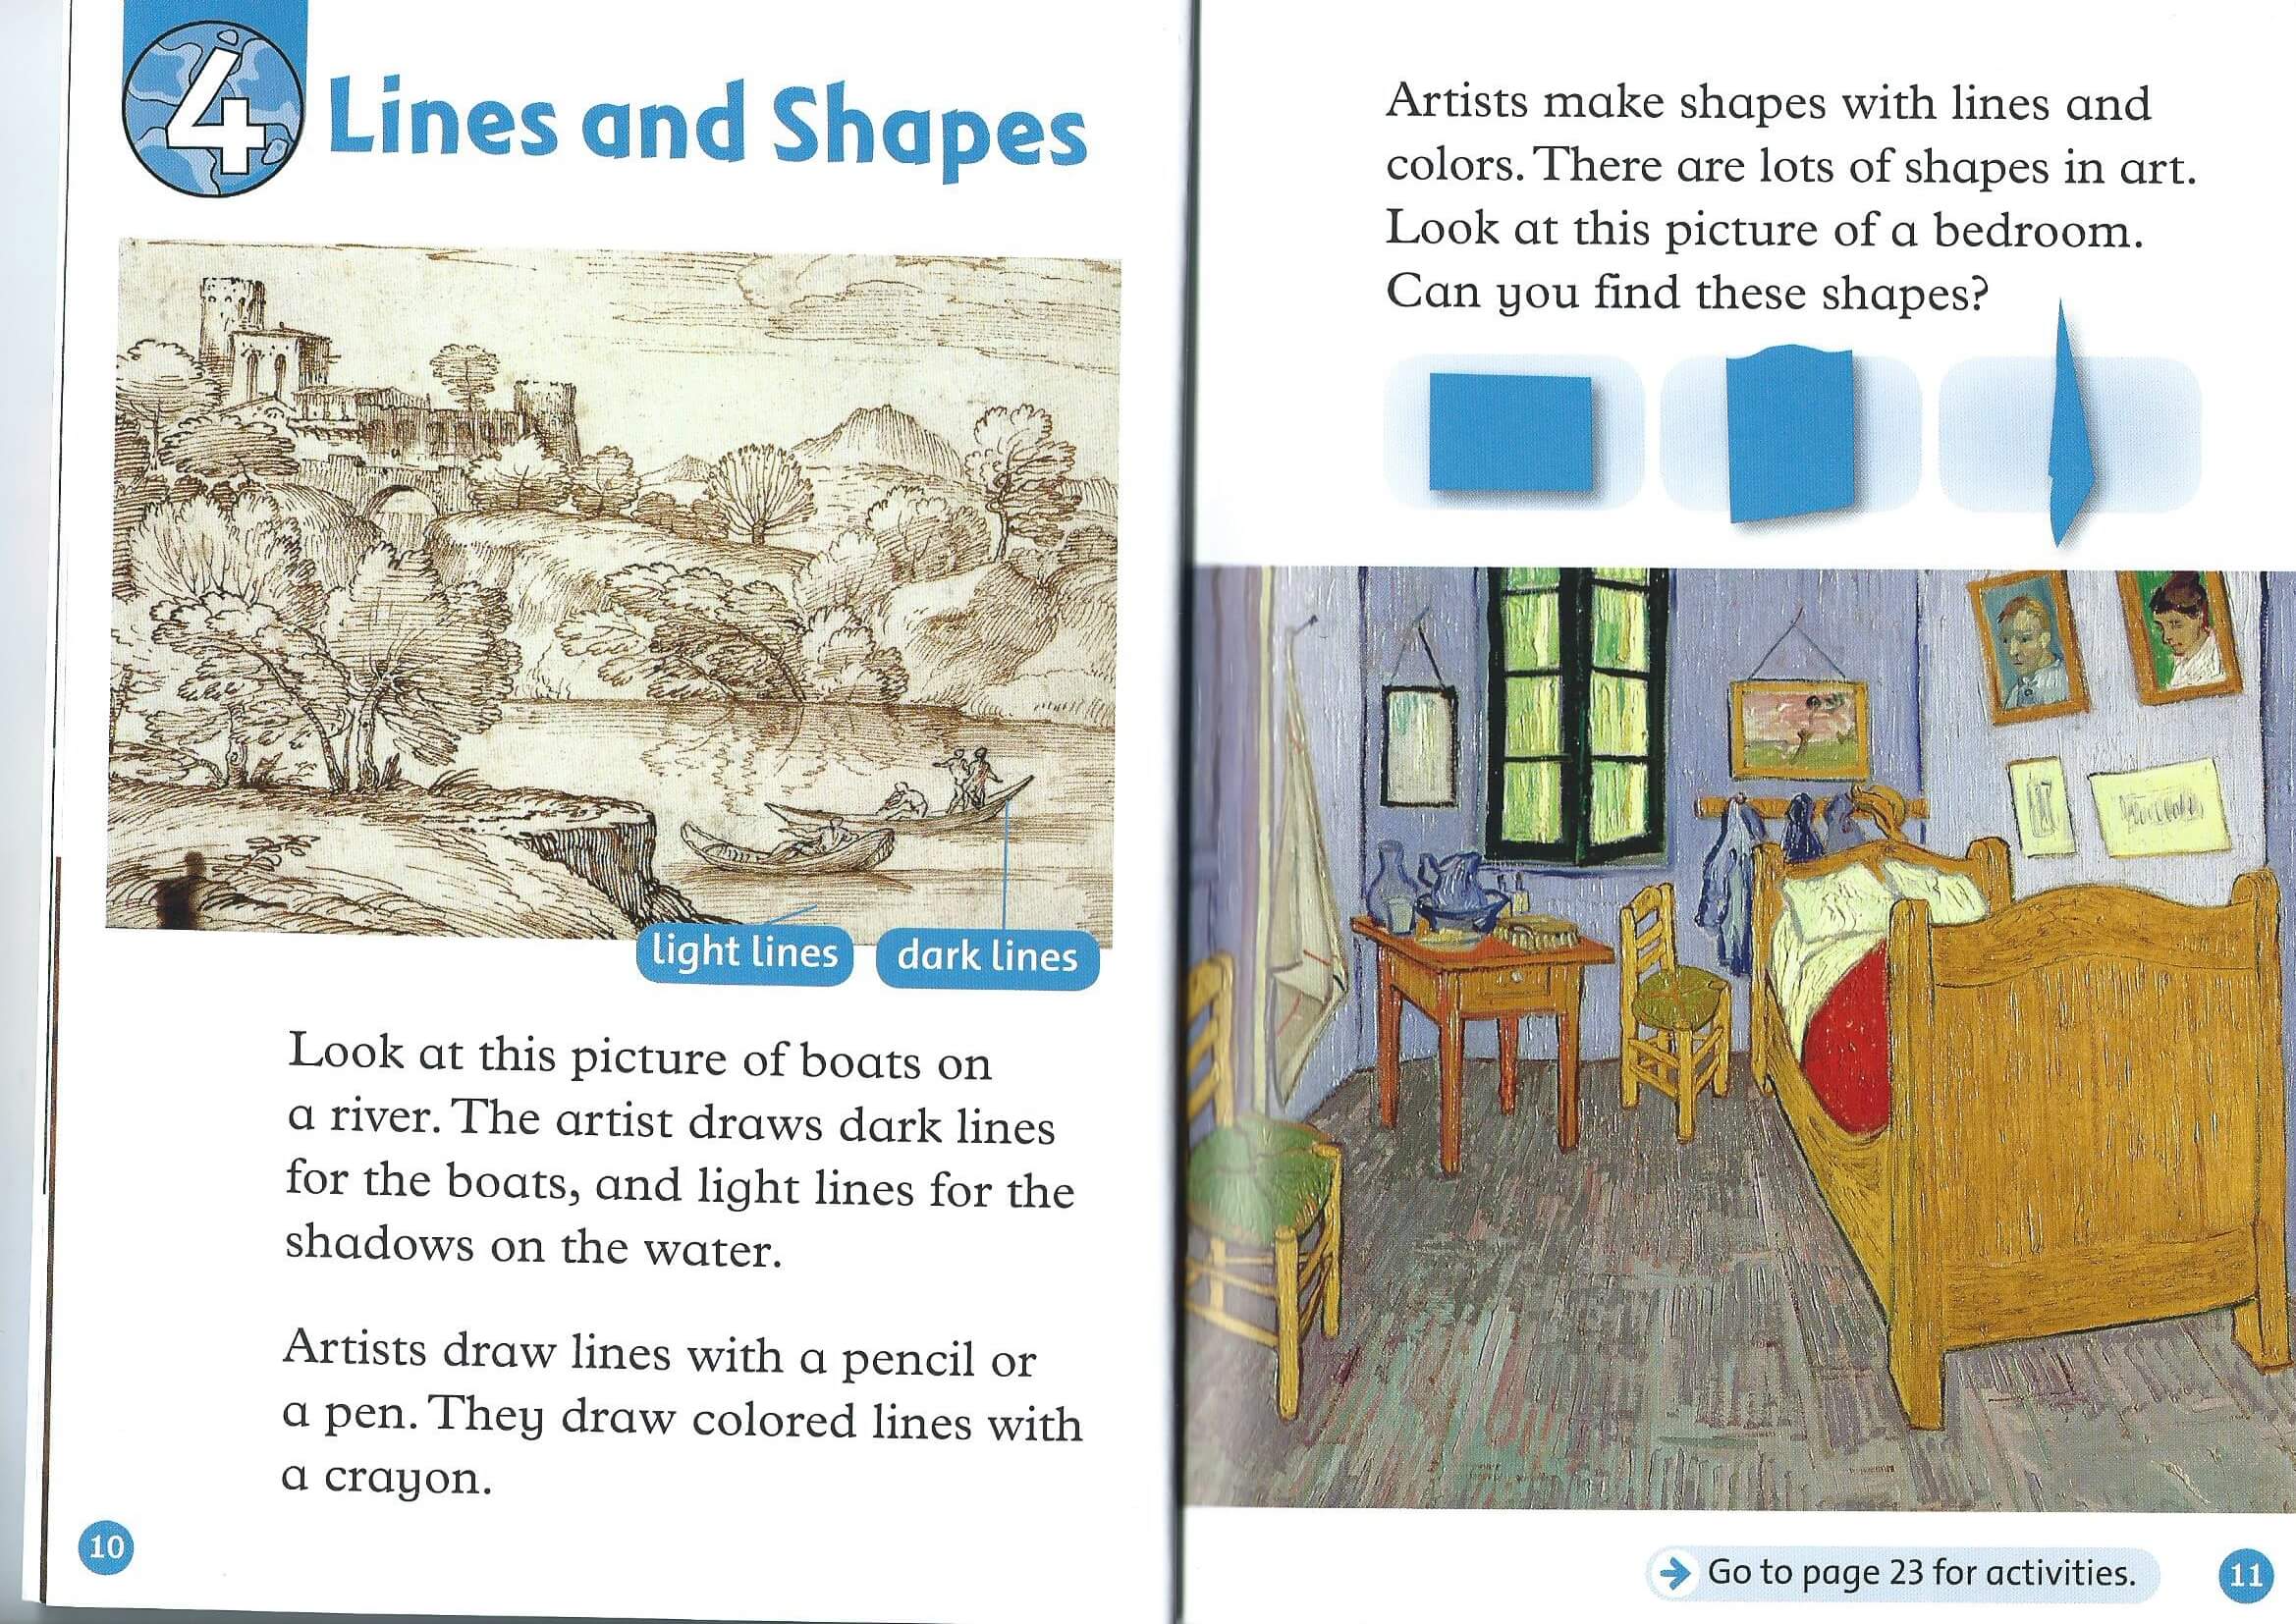 4 Lines and Shapes
light lines
dark lines
Look at this picture of boats on
a river. The artist draws dark lines
for the boats, and light lines for the
shadows on the water.
Artists draw lines with a pencil or
a pen. They draw colored lines with
a crayon.
10
Artists make shapes with lines and
colors. There are lots of shapes in art.
Look at this picture of a bedroom.
Can you find these shapes?
Go to page 23 for activities.
11